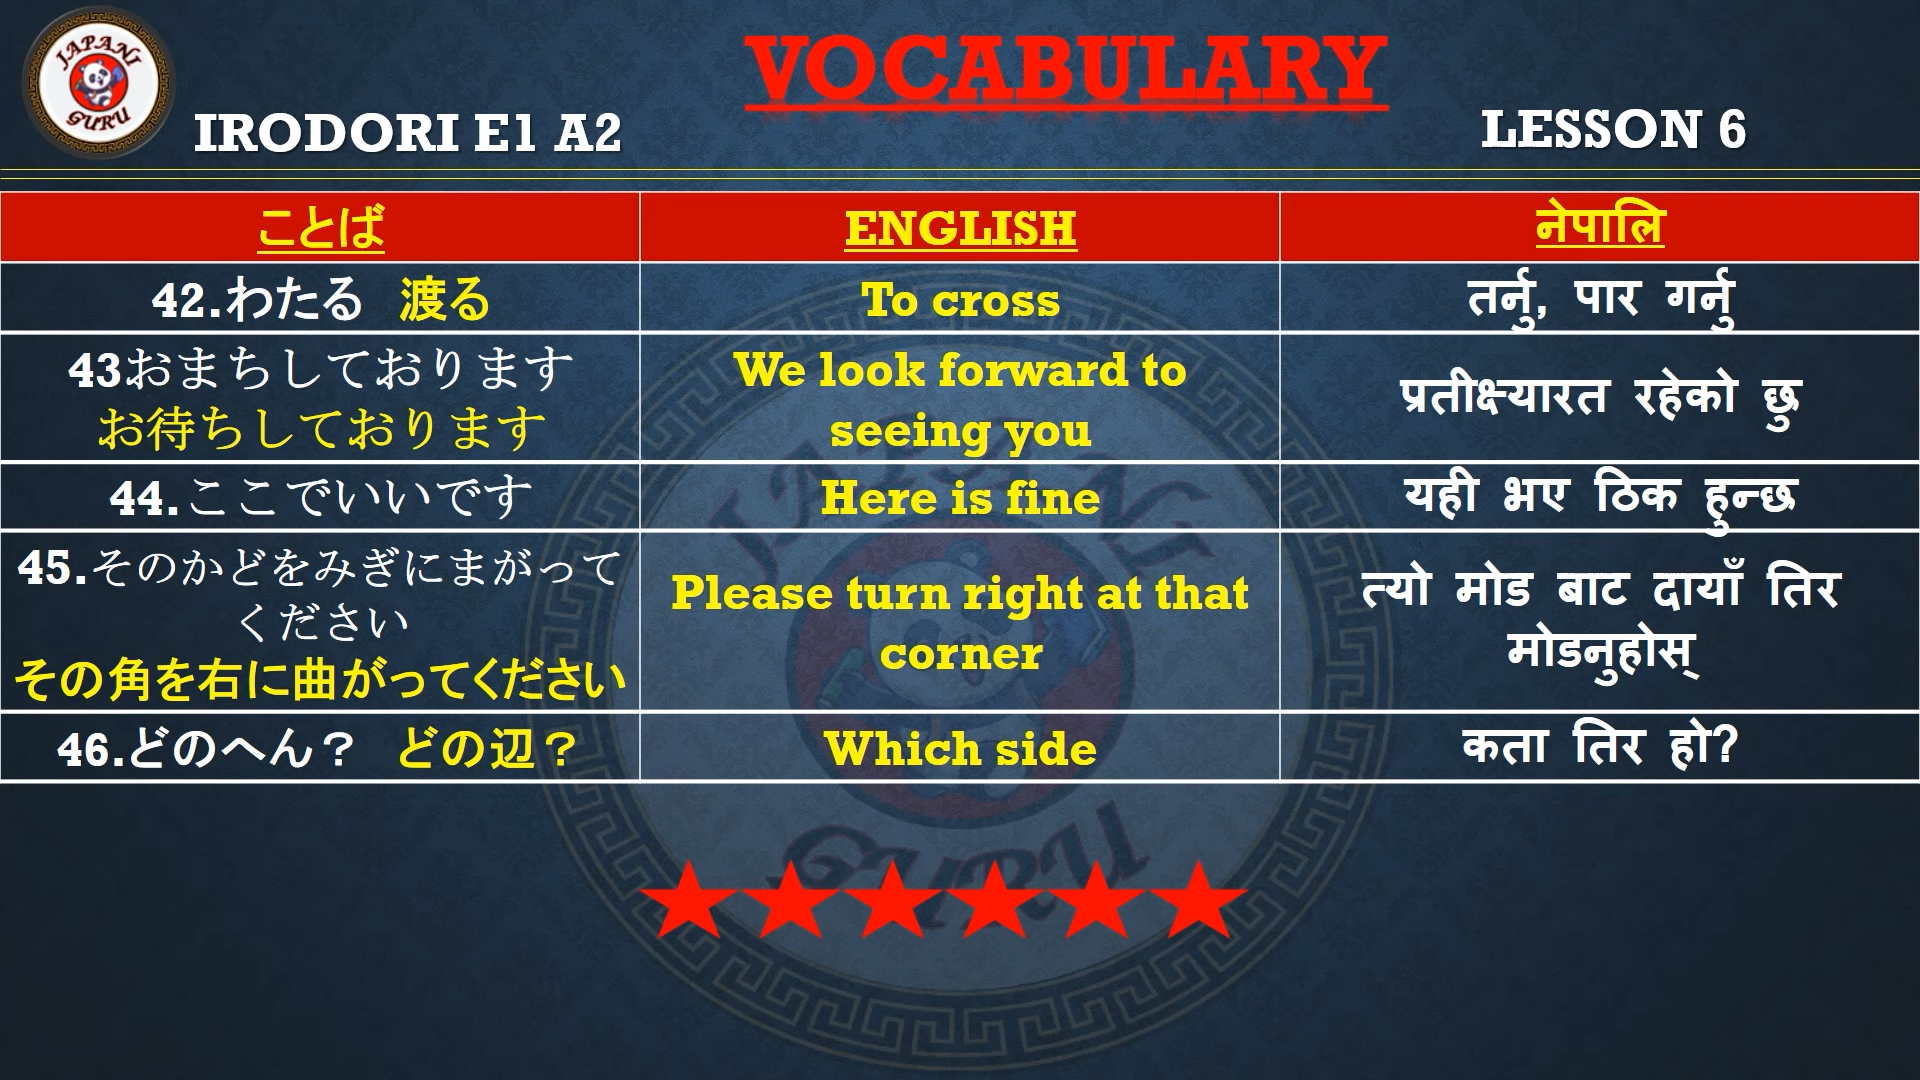 JAPANI
GURU
IRODORI E1 A2
VOCABULARY
LESSON 6
ことば
ENGLISH
नेपालि
42.わたる 渡る
To cross
तर्नु, पार गर्नु
43おまちしております
お待ちしております
We look forward to
seeing you
प्रतीक्ष्यारत रहेको छु
44.ここでいいです
Here is fine
यही भए ठिक हुन्छ
45.そのかどをみぎにまがって
ください
その角を右に曲がってください
Please turn right at that
corner
त्यो मोड बाट दायाँ तिर
मोडनुहोस्
46.どのへん？ どの辺？
Which side
कता तिर हो?
JAPANI
GURU